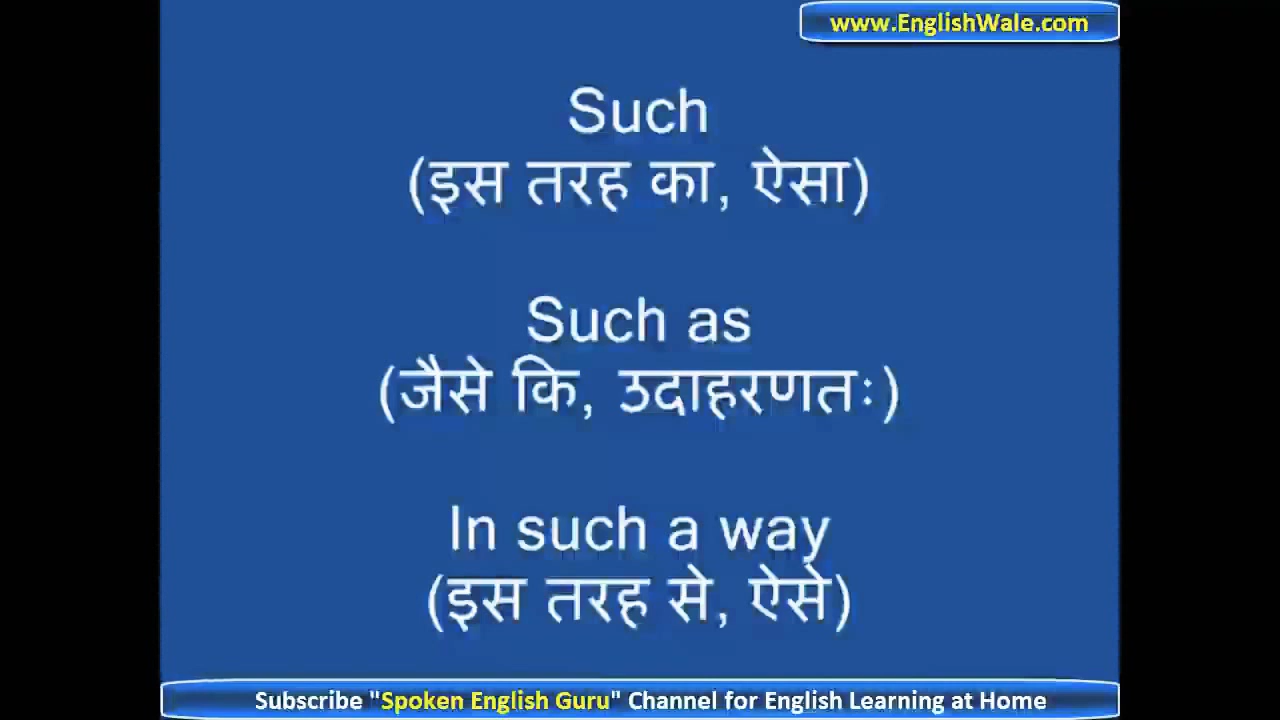 www.EnglishWale.com
Such
(इस तरह का, ऐसा)
Such as
(जैसे कि, उदाहरणतः)
In such a way
(इस तरह से, ऐसे)
Subscribe "Spoken English Guru" Channel for English Learning at Home